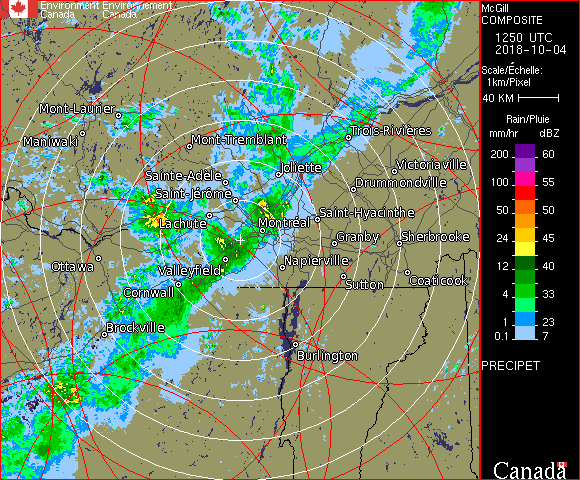 Environment Environnement
Canada Canada
McGill
COMPOSITE
1250 UTC
2018-10-04
Scale/Échelle:
1km/Pixel
40 KM
Rain/Pluie
mm/hr dBZ
200 60
100 55
50 50
24 45
12 40
4 33
1 23
0.1 7
PRECIPET
Canada
Mont-Laurier
Maniwaki
Mont-Tremblant
Trois-Rivières
Joliette
Victoriaville
Sainte-Adèle
Drummondville
Saint-Jérôme
Saint-Hyacinthe
Lachute
Montréal
Granby
Sherbrooke
Ottawa
Valleyfield
Napierville
Cornwall
Sutton
Coaticook
Brockville
Burlington